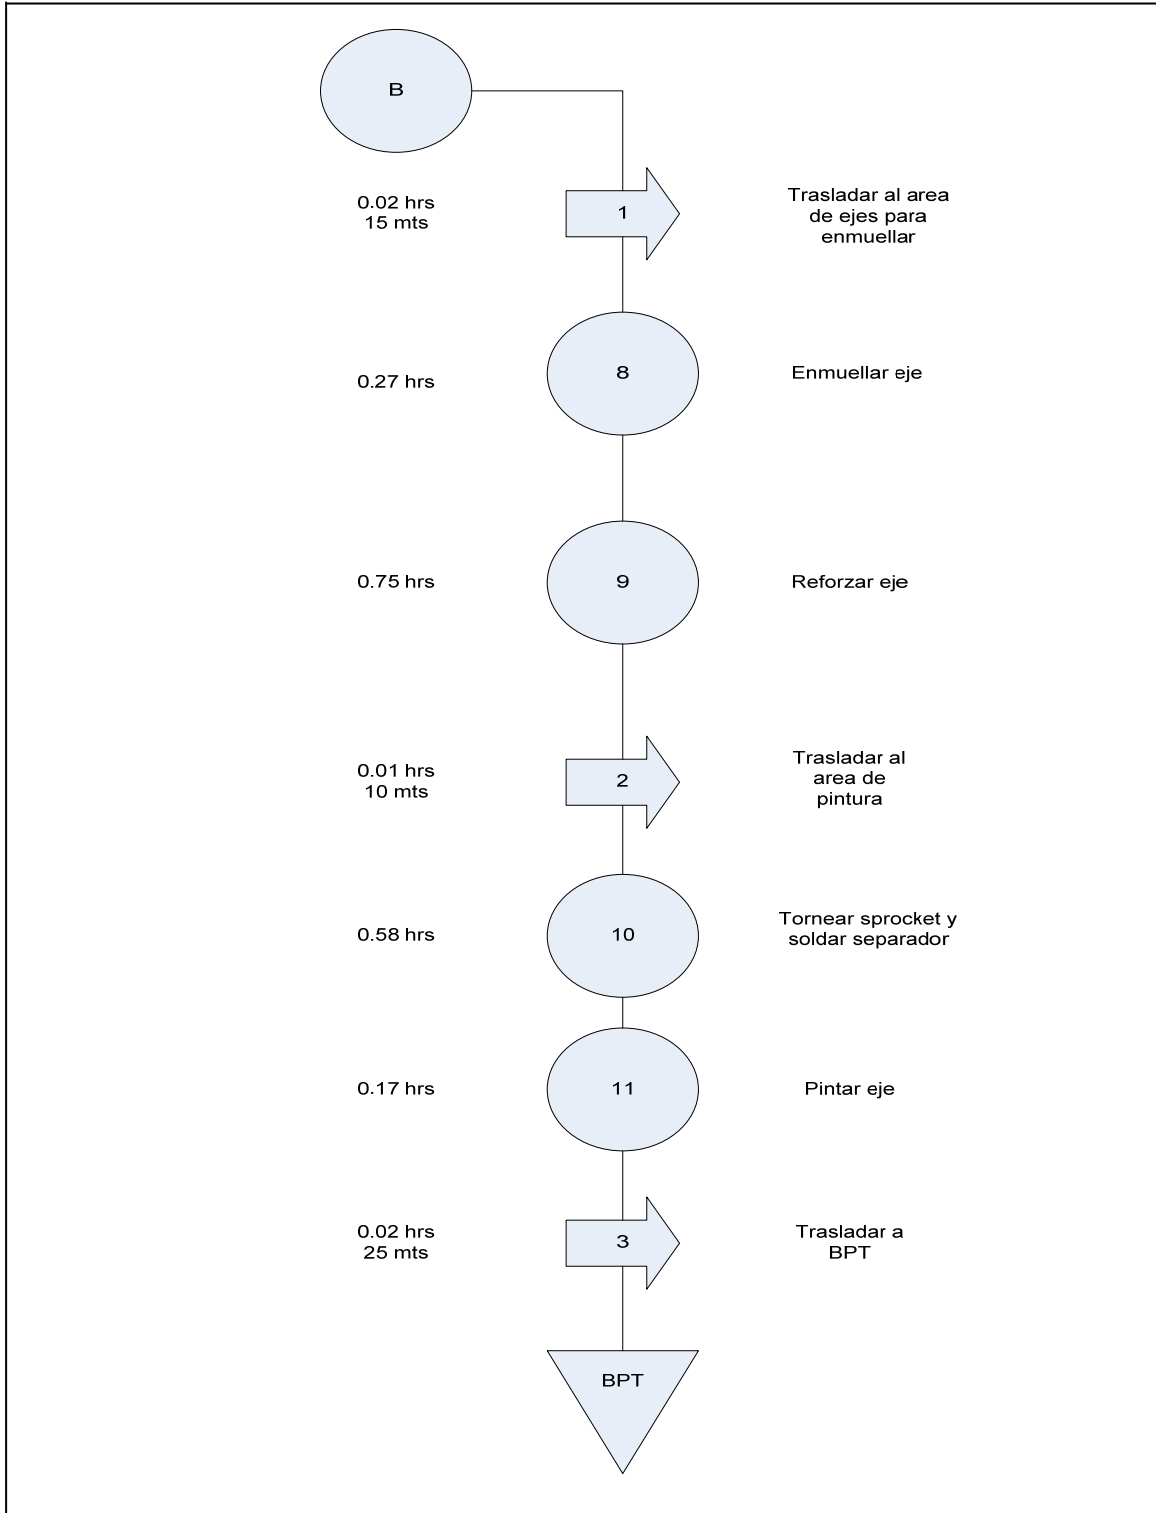 B
0.02 hrs
15 mts
1
Trasladar al area
de ejes para
enmuellar
0.27 hrs
8
Enmuellar eje
0.75 hrs
9
Reforzar eje
0.01 hrs
10 mts
2
Trasladar al
area de
pintura
0.58 hrs
10
Tornear sprocket y
soldar separador
0.17 hrs
11
Pintar eje
0.02 hrs
25 mts
3
Trasladar a
BPT
BPT